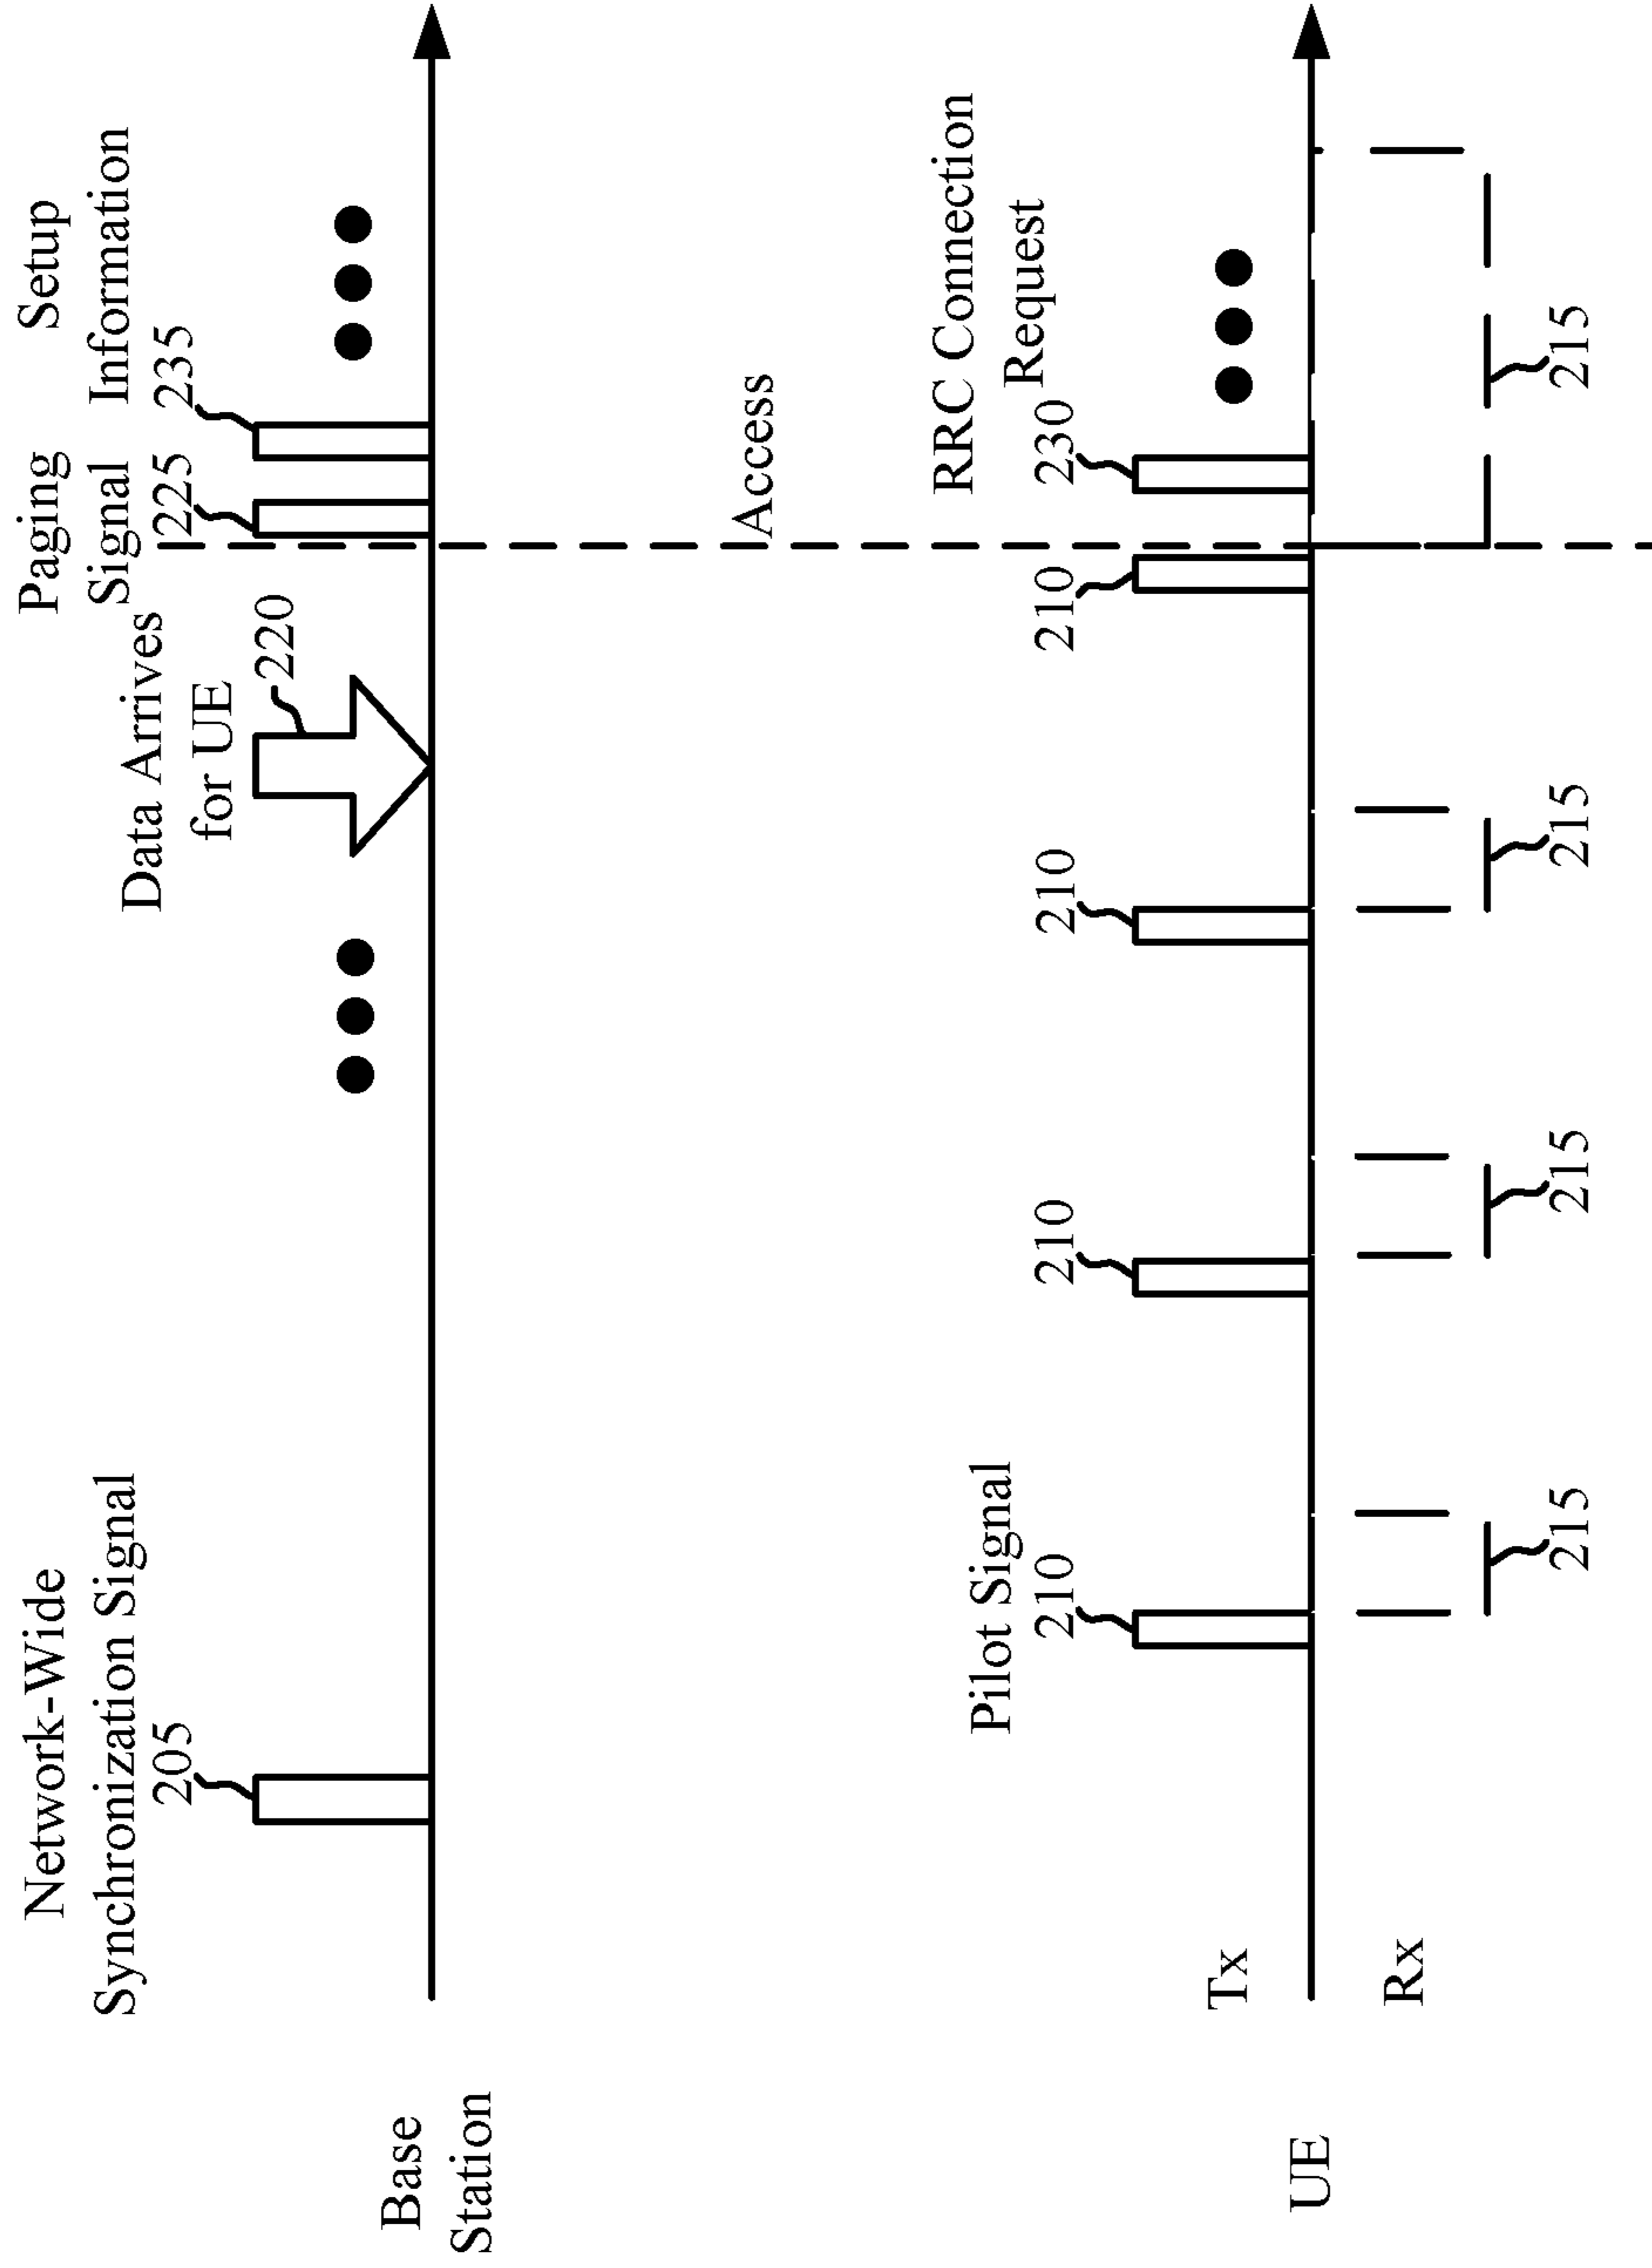 Network-Wide
Synchronization Signal
205
Data Arrives
for UE
220
Paging
Signal
225
Setup
Information
235
Base
Station
Access
Pilot Signal
210
210
210
210
RRC Connection
Request
230
Tx
UE
Rx
215
215
215
215